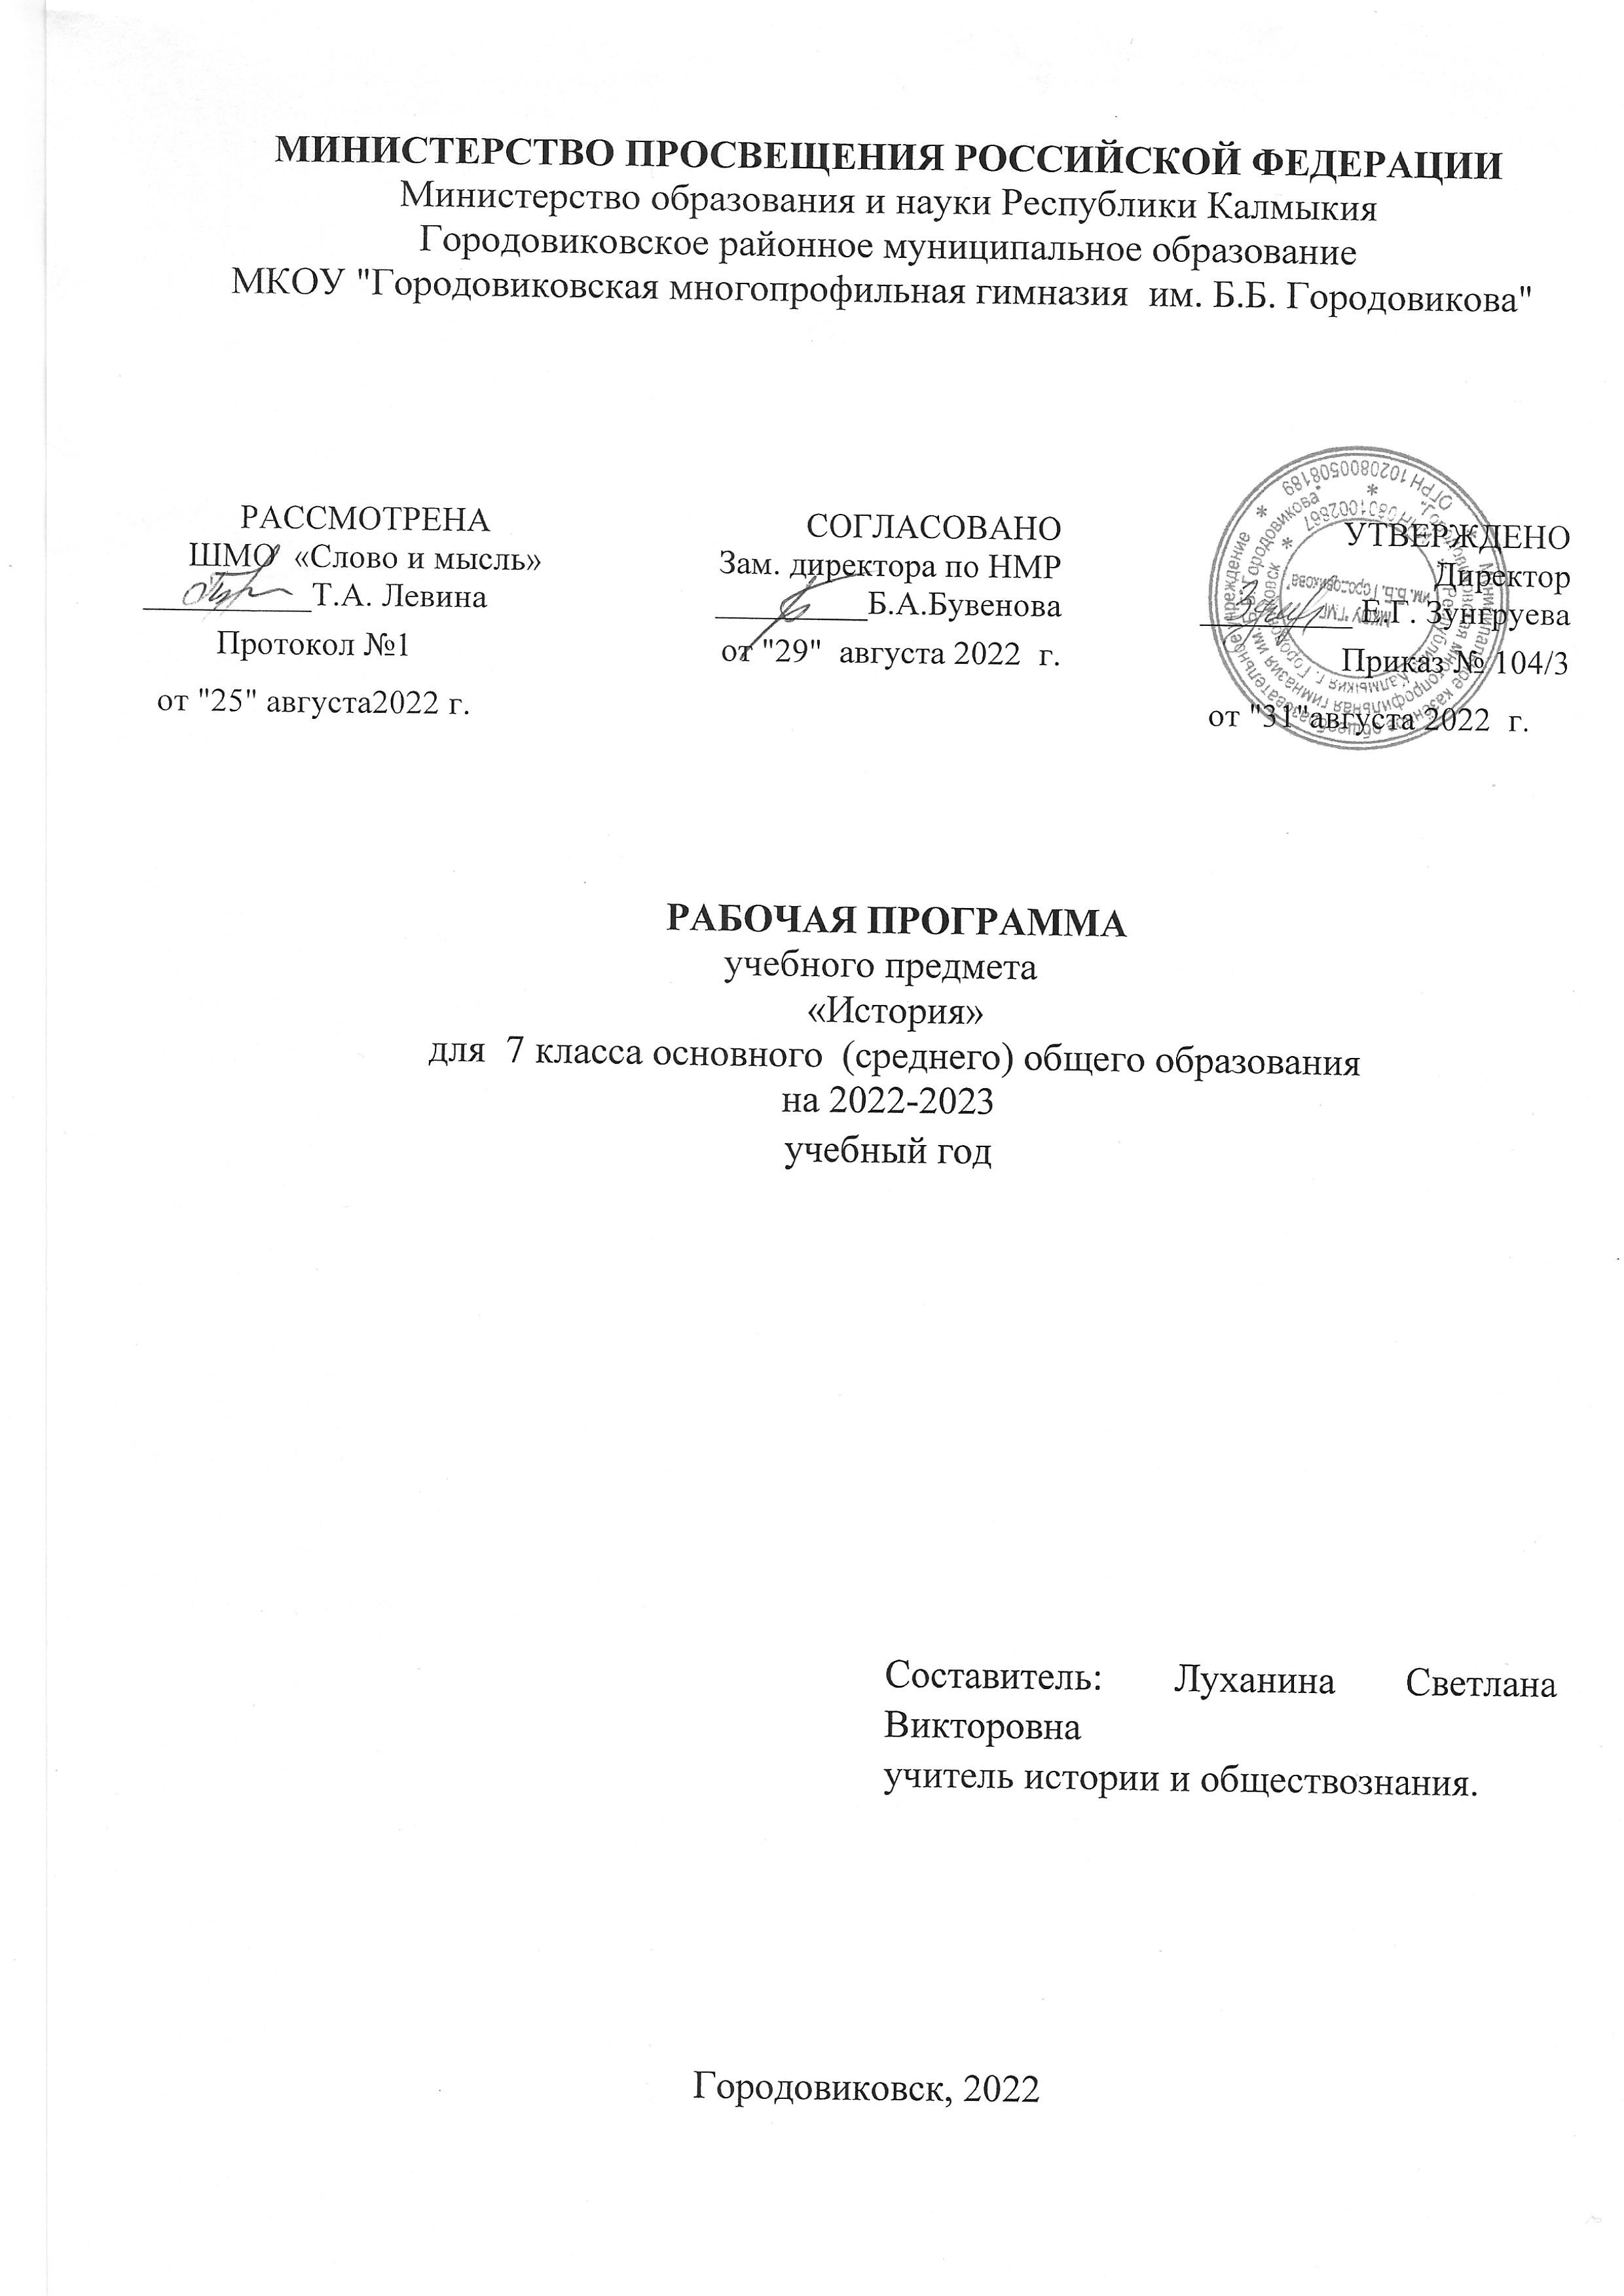 МИНИСТЕРСТВО ПРОСВЕЩЕНИЯ РОССИЙСКОЙ ФЕДЕРАЦИИ
Министерство образования и науки Республики Калмыкия
Городовиковское районное муниципальное образование
МКОУ "Городовиковская многопрофильная гимназия им. Б.Б. Городовикова"
РАССМОТРЕНА
ШМО «Слово и мысль»
Т.А. Левина
Протокол №1
от "25" августа2022 г.
СОГЛАСОВАНО
Зам. директора по НМР
Б.А.Бувенова
от "29" августа 2022 г.
УТВЕРЖДЕНО
Директор
Е.Г. Зунгруева
Приказ № 104/3
от "31"августа 2022 г.
ОГРН 1020800508189
РАБОЧАЯ ПРОГРАММА
учебного предмета
«История»
для 7 класса основного (среднего) общего образования
на 2022-2023
учебный год
Составитель: Луханина Светлана
Викторовна
учитель истории и обществознания.
Городовиковск, 2022